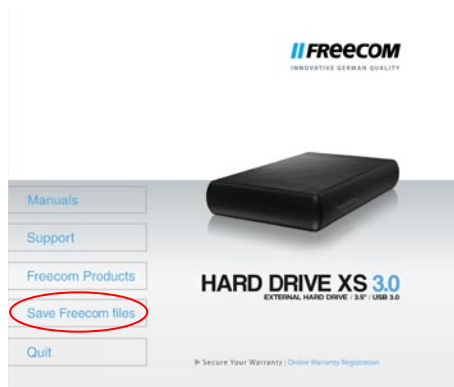 FREECOM
INNOVATIVE GERMAN QUALITY
Manuals
Support
Freecom Products
Save Freecom files
Quit
HARD DRIVE XS 3.0
EXTERNAL HARD DRIVE / 3.5" / USB 3.0
Secure Your Warranty | Online Warranty Registration